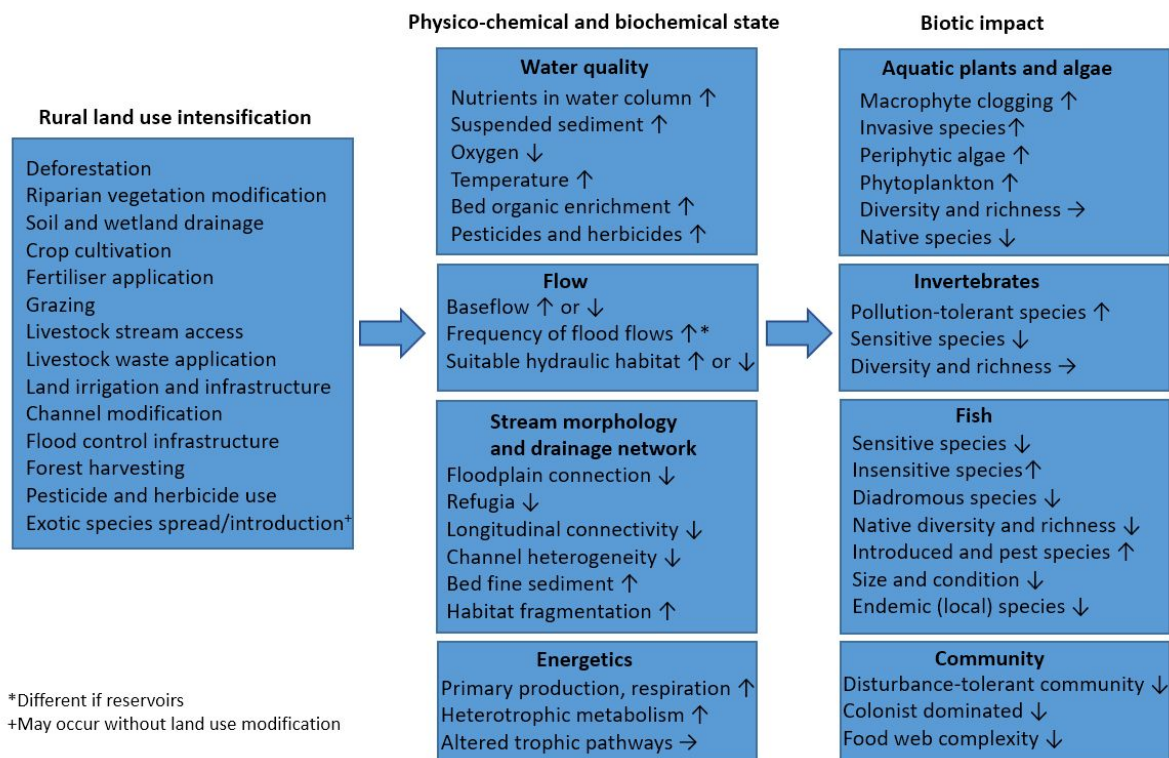 Physico-chemical and biochemical state
Biotic impact
Rural land use intensification
Deforestation
Riparian vegetation modification
Soil and wetland drainage
Crop cultivation
Fertiliser application
Grazing
Livestock stream access
Livestock waste application
Land irrigation and infrastructure
Channel modification
Flood control infrastructure
Forest harvesting
Pesticide and herbicide use
Exotic species spread/introduction+
*Different if reservoirs
+May occur without land use modification
Water quality
Nutrients in water column ↑
Suspended sediment ↑
Oxygen ↓
Temperature ↑
Bed organic enrichment ↑
Pesticides and herbicides ↑
Flow
Baseflow ↑ or ↓
Frequency of flood flows ↑*
Suitable hydraulic habitat ↑ or ↓
Stream morphology
and drainage network
Floodplain connection ↓
Refugia ↓
Longitudinal connectivity ↓
Channel heterogeneity ↓
Bed fine sediment ↑
Habitat fragmentation ↑
Energetics
Primary production, respiration ↑
Heterotrophic metabolism ↑
Altered trophic pathways →
Aquatic plants and algae
Macrophyte clogging ↑
Invasive species↑
Periphytic algae ↑
Phytoplankton ↑
Diversity and richness →
Native species ↓
Invertebrates
Pollution-tolerant species ↑
Sensitive species ↓
Diversity and richness →
Fish
Sensitive species ↓
Insensitive species↑
Diadromous species ↓
Native diversity and richness ↓
Introduced and pest species ↑
Size and condition ↓
Endemic (local) species ↓
Community
Disturbance-tolerant community ↓
Colonist dominated ↓
Food web complexity ↓